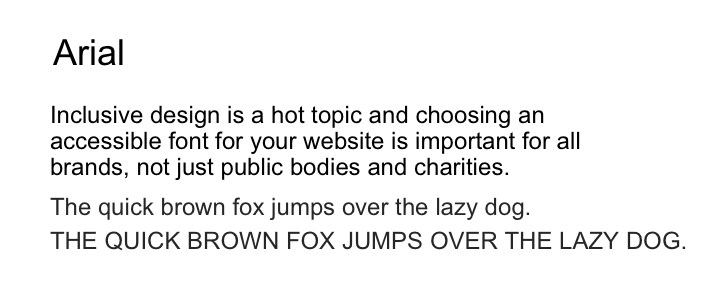 Arial
Inclusive design is a hot topic and choosing an
accessible font for your website is important for all
brands, not just public bodies and charities.
The quick brown fox jumps over the lazy dog.
THE QUICK BROWN FOX JUMPS OVER THE LAZY DOG.